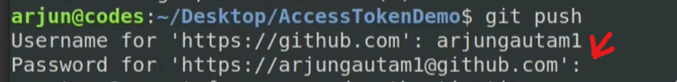 arjun@codes:~/Desktop/AccessTokenDemo$ git push
Username for 'https://github.com': arjungautam1
Password for 'https://arjungautam1@github.com':